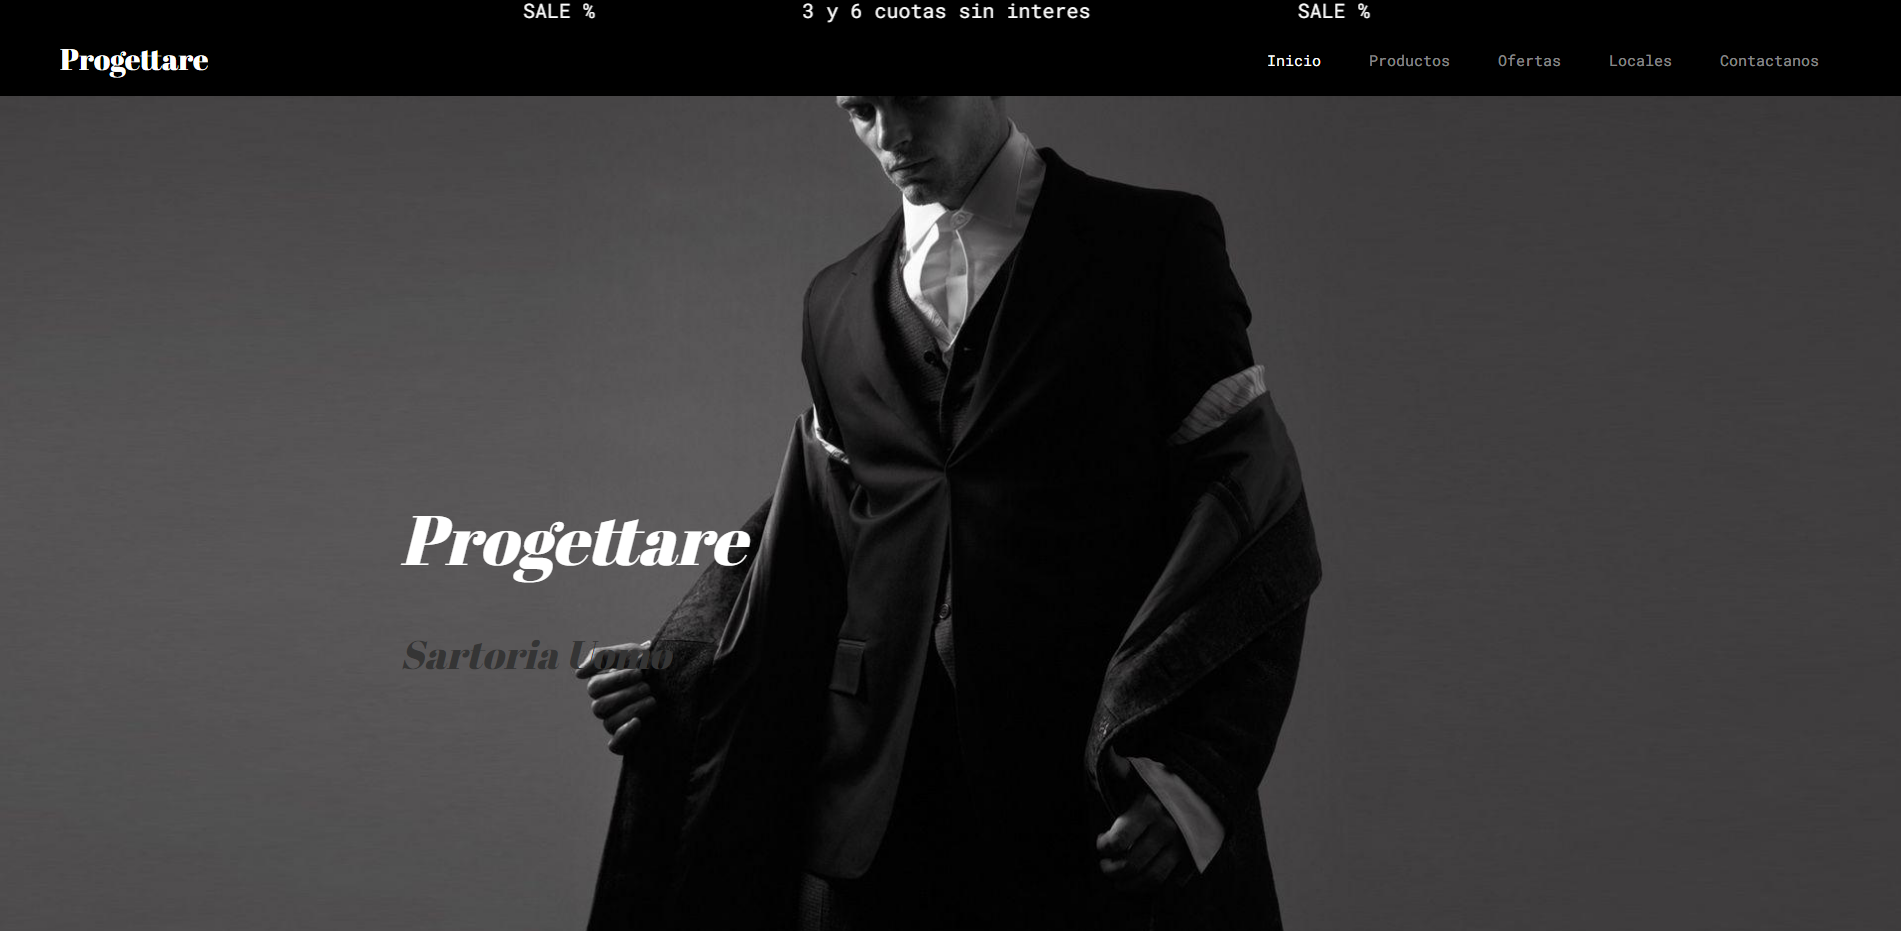 SALE % 3 y 6 cuotas sin interes SALE %
Progettare Inicio Productos Ofertas Locales Contactanos
Progettare
Sartoria Uomo